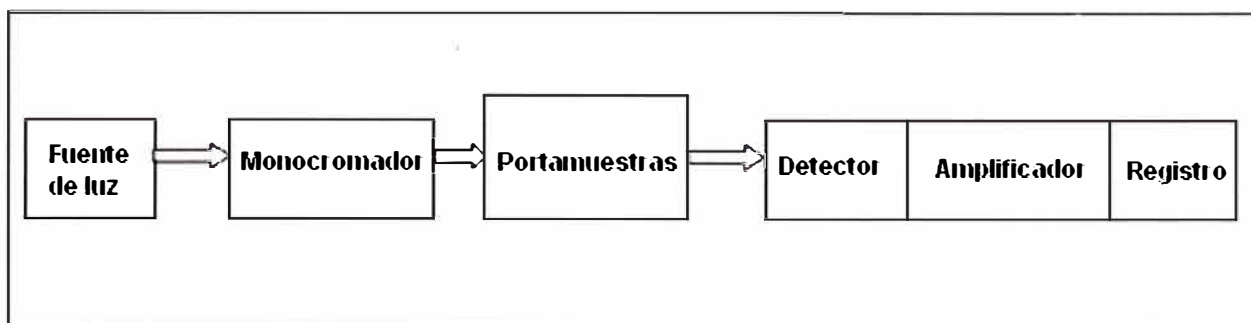 Fuente
de luz
Monocromador
Portamuestras
Detector
Amplificador
Registro